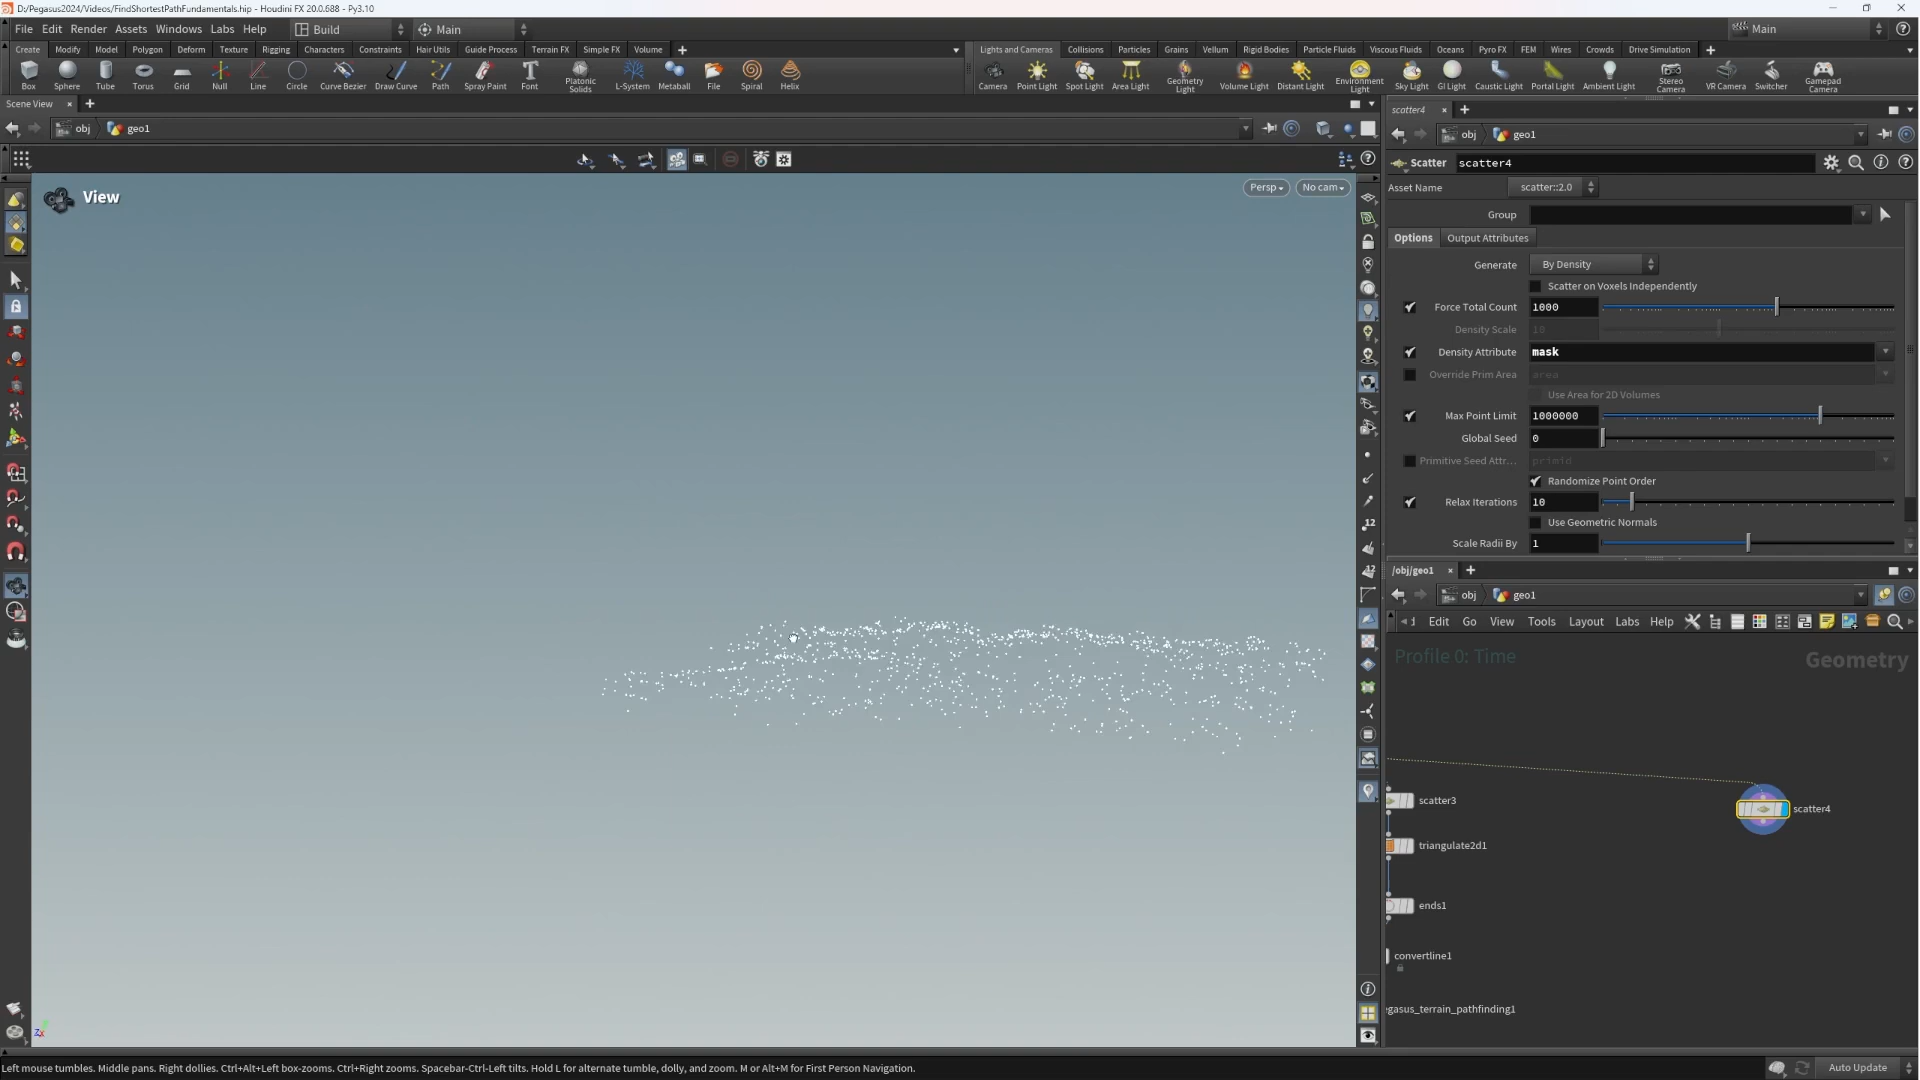 D:/Pegasus2024/Videos/FindShortestPathFundamentals.hip - Houdini FX 20.0.688 - Py3.10
File Edit Render Assets Windows Labs Help Build Main Main
Create Modify Model Polygon Deform Texture Rigging Characters Constraints Hair Utils Guide Process Terrain FX Simple FX Volume
Lights and Cameras Collisions Particles Grains Vellum Rigid Bodies Particle Fluids Viscous Fluids Oceans Pyro FX FEM Wires Crowds Drive Simulation
Box Sphere Tube Torus Grid Null Line Circle Curve Bezier Draw Curve Path Spray Paint Font Platonic Solids L-System Metaball File Spiral Helix
Camera Point Light Spot Light Area Light Geometry Light Volume Light Distant Light Environment Light Sky Light GI Light Caustic Light Portal Light Ambient Light Stereo Camera VR Camera Switcher Gamepad Camera
Scene View
obj geo1
View
Persp
No cam
scatter4
obj geo1
Scatter scatter4
Asset Name scatter::2.0
Group
Options Output Attributes
Generate By Density
Scatter on Voxels Independently
Force Total Count 1000
Density Scale 10
Density Attribute mask
Override Prim Area area
Use Area for 2D Volumes
Max Point Limit 1000000
Global Seed 0
Primitive Seed Attr... primid
Randomize Point Order
Relax Iterations 10
Use Geometric Normals
Scale Radii By 1
/obj/geo1
obj geo1
Edit Go View Tools Layout Labs Help
Profile 0: Time
Geometry
scatter3
scatter4
triangulate2d1
ends1
convertline1
egasus_terrain_pathfinding1
12
12
Left mouse tumbles. Middle pans. Right dollies. Ctrl+Alt+Left box-zooms. Ctrl+Right zooms. Spacebar-Ctrl-Left tilts. Hold L for alternate tumble, dolly, and zoom. M or Alt+M for First Person Navigation.
Auto Update